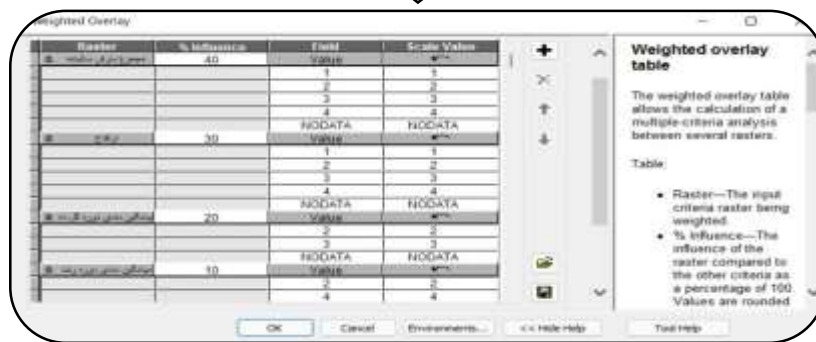 Weighted Overlay
Raster % Influence Field Scale Value
40 Value
1 1
2 2
3 3
4 4
NODATA NODATA
ارتفاع 30 Value
1 1
2 2
3 3
4 4
NODATA NODATA
20 Value
2 2
3 3
NODATA NODATA
10 Value
2 2
4 4
Weighted overlay
table
The weighted overlay table
allows the calculation of a
multiple-criteria analysis
between several rasters.
Table:
• Raster—The input
criteria raster being
weighted.
• % Influence—The
influence of the
raster compared to
the other criteria as
a percentage of 100.
Values are rounded
OK Cancel Environments... << Hide Help Tool Help